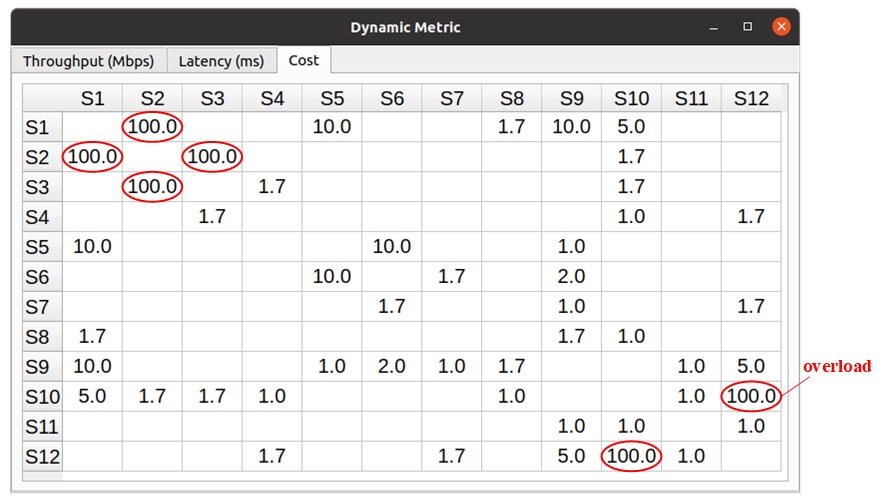 Dynamic Metric
Throughput (Mbps) Latency (ms) Cost
S1 S2 S3 S4 S5 S6 S7 S8 S9 S10 S11 S12
S1 100.0 10.0 1.7 10.0 5.0
S2 100.0 100.0 1.7
S3 100.0 1.7 1.7
S4 1.7 1.0 1.7
S5 10.0 10.0 1.0
S6 10.0 1.7 2.0
S7 1.7 1.0 1.7
S8 1.7 1.7 1.0
S9 10.0 1.0 2.0 1.0 1.7 1.0 5.0
overload
S10 5.0 1.7 1.7 1.0 1.0 1.0 100.0
S11 1.0 1.0 1.0
S12 1.7 1.7 5.0 100.0 1.0